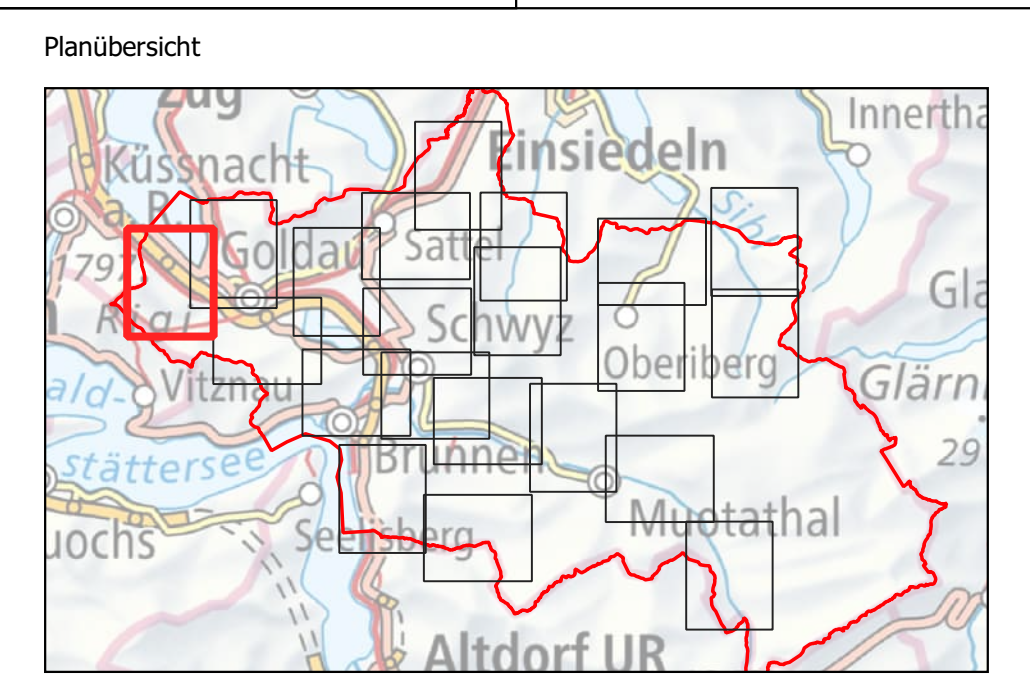 Planübersicht
Zug
Innertha
Küssnacht
a. R.
Einsiedeln
Sihl
Goldau
Sattel
1797
Rigi
Schwyz
Gla
Oberiberg
Vitznau
Glärn
ald-
stättersee
Brunnen
29
Muotathal
uochs
Seelisberg
Altdorf UR